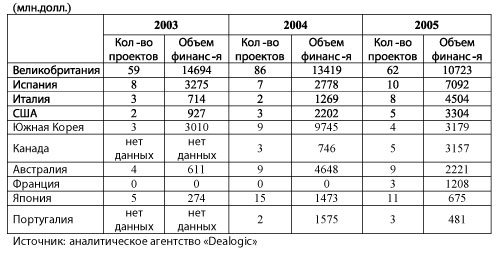 (млн.долл.)
2003 2004 2005
Кол -во проектов Объем финанс-я Кол -во проектов Объем финанс-я Кол -во проектов Объем финанс-я
Великобритания 59 14694 86 13419 62 10723
Испания 8 3275 7 2778 10 7092
Италия 3 714 2 1269 8 4504
США 2 927 3 2202 5 3304
Южная Корея 3 3010 9 9745 4 3179
Канада нет данных нет данных 3 746 5 3157
Австралия 4 611 9 4648 9 2221
Франция 0 0 0 0 3 1208
Япония 5 274 15 1473 11 675
Португалия нет данных нет данных 2 1575 3 481
Источник: аналитическое агентство «Dealogic»